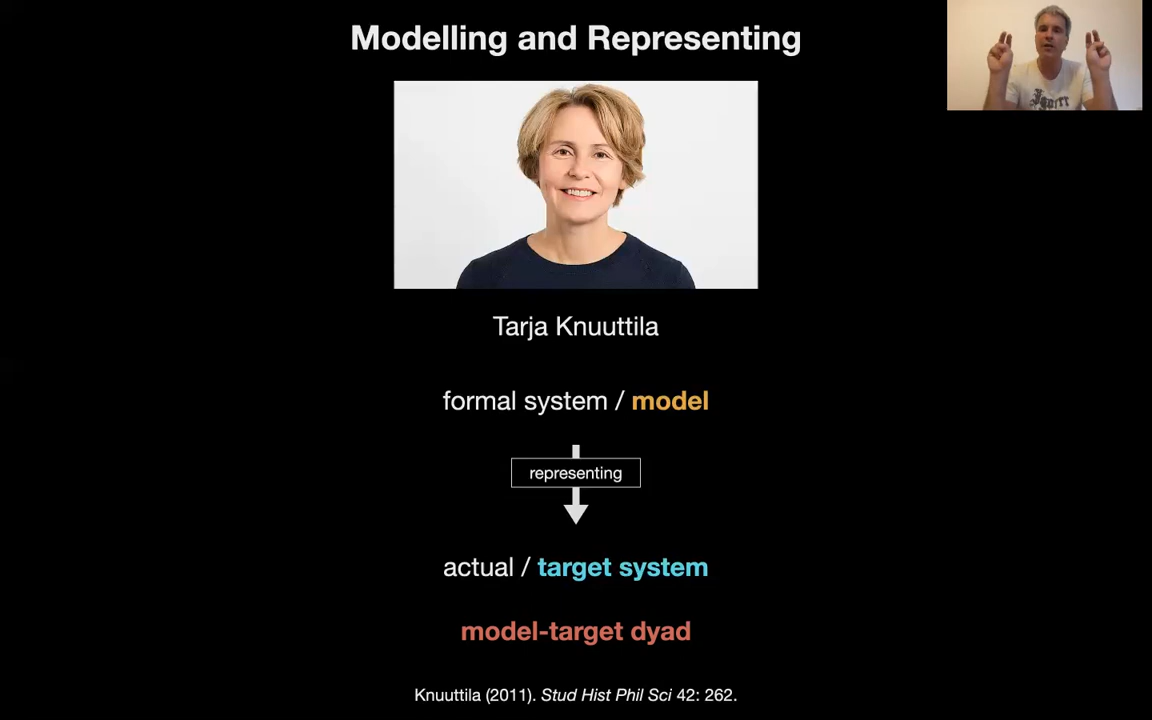 Modelling and Representing
Tarja Knuuttila
formal system / model
representing
actual / target system
model-target dyad
Knuuttila (2011). Stud Hist Phil Sci 42: 262.